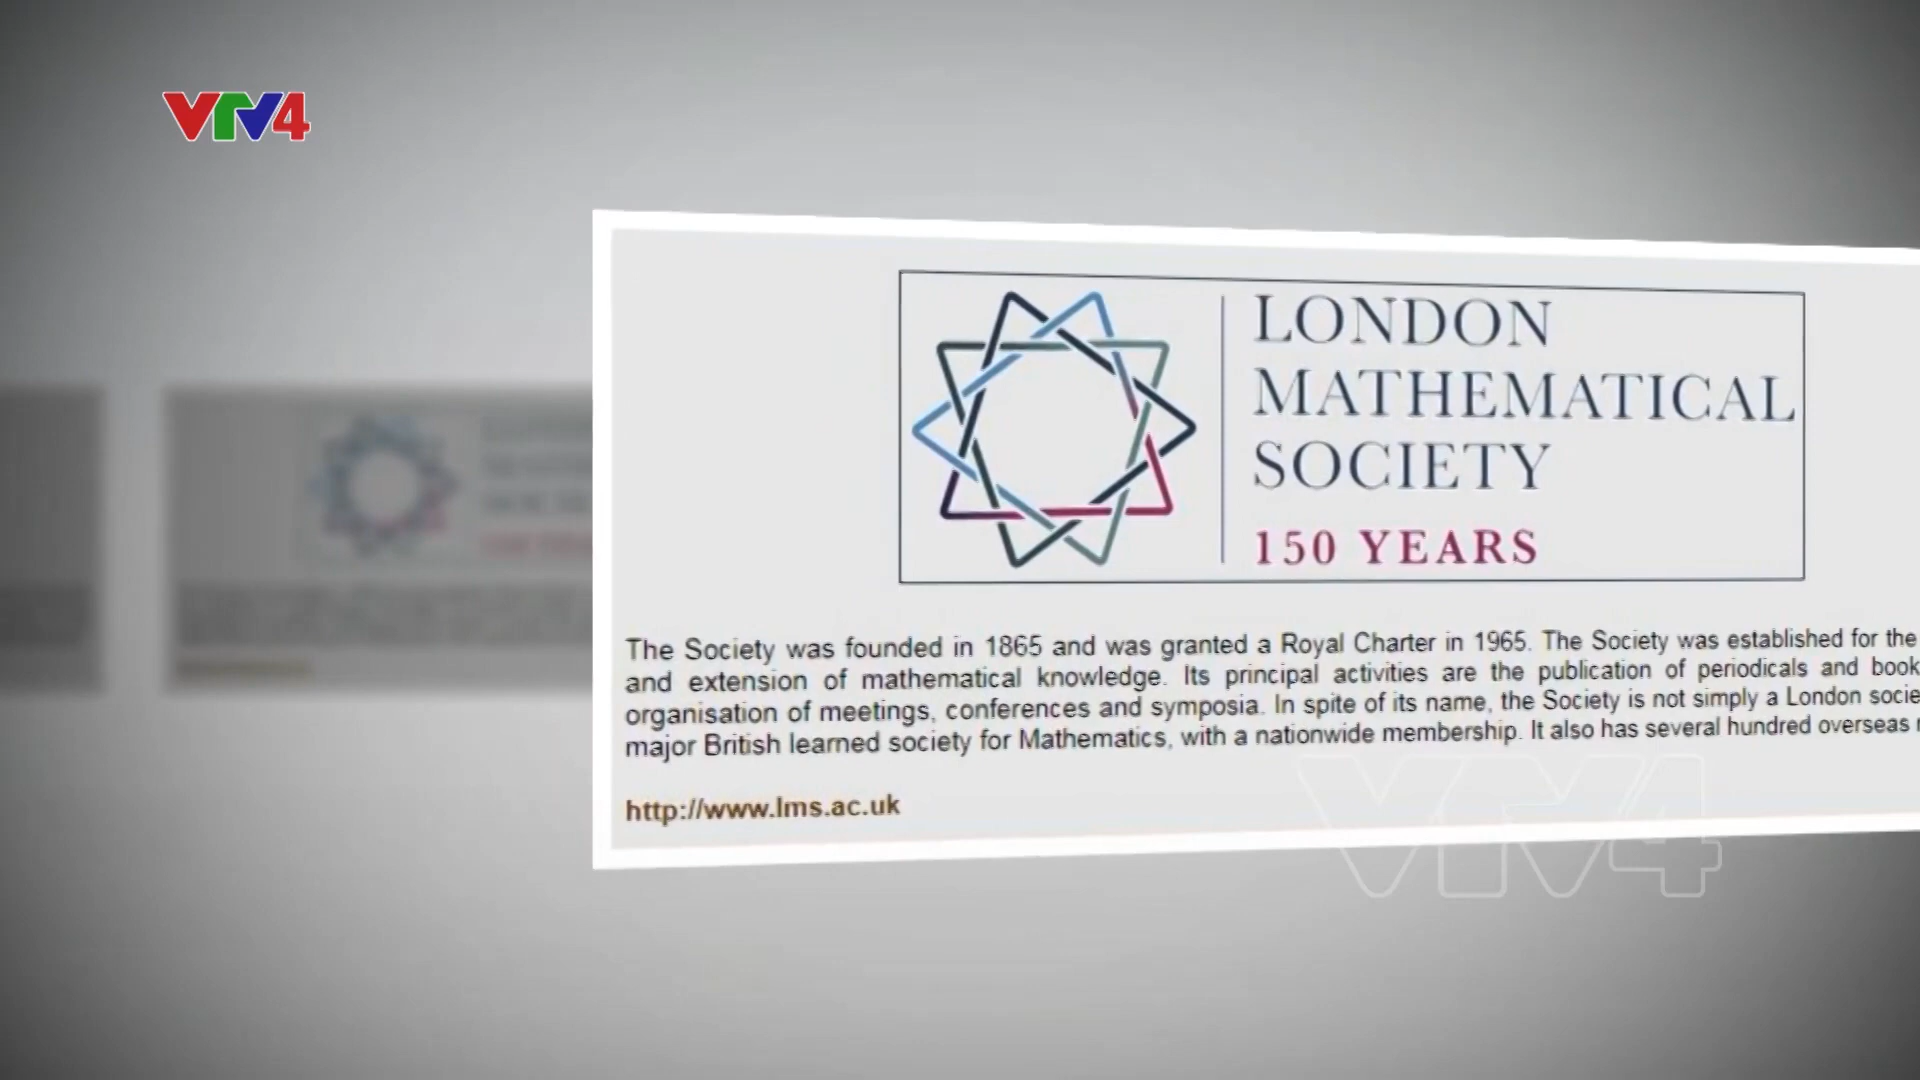 VTV4
LONDON
MATHEMATICAL
SOCIETY
150 YEARS
The Society was founded in 1865 and was granted a Royal Charter in 1965. The Society was established for the
and extension of mathematical knowledge. Its principal activities are the publication of periodicals and book
organisation of meetings, conferences and symposia. In spite of its name, the Society is not simply a London socie
major British learned society for Mathematics, with a nationwide membership. It also has several hundred overseas
http://www.lms.ac.uk
VTV4